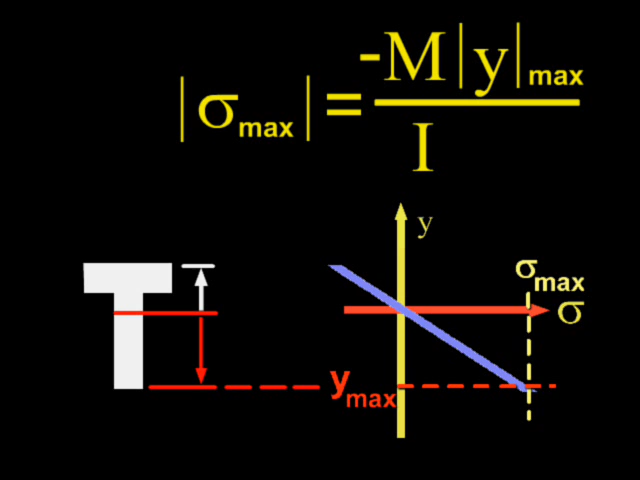 |σmax| = -M|y|max / I
y
σmax
σ
ymax